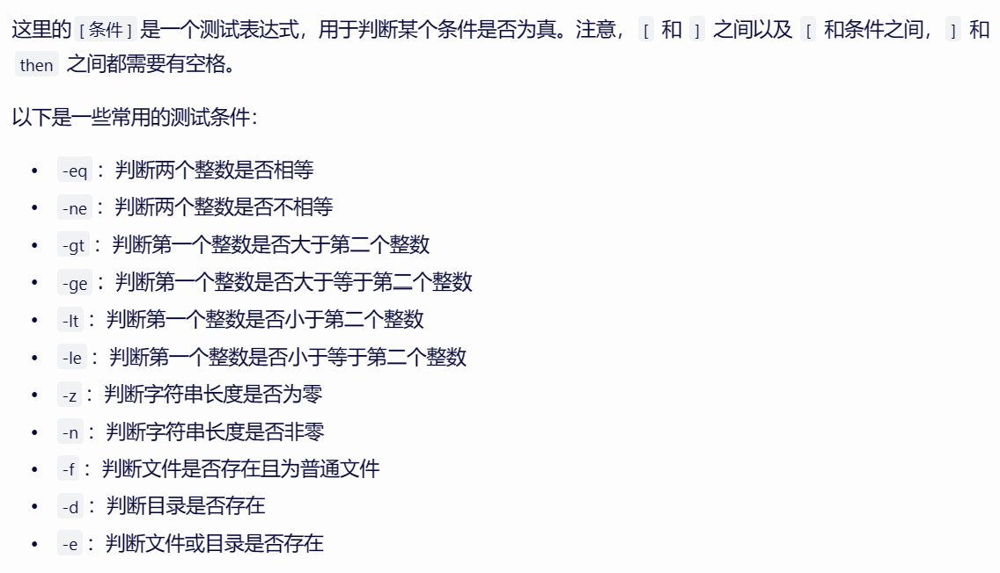 这里的 [ 条件 ] 是一个测试表达式，用于判断某个条件是否为真。注意， [ 和 ] 之间以及 [ 和条件之间， ] 和
then 之间都需要有空格。
以下是一些常用的测试条件：
• -eq ：判断两个整数是否相等
• -ne ：判断两个整数是否不相等
• -gt ：判断第一个整数是否大于第二个整数
• -ge ：判断第一个整数是否大于等于第二个整数
• -lt ：判断第一个整数是否小于第二个整数
• -le ：判断第一个整数是否小于等于第二个整数
• -z ：判断字符串长度是否为零
• -n ：判断字符串长度是否非零
• -f ：判断文件是否存在且为普通文件
• -d ：判断目录是否存在
• -e ：判断文件或目录是否存在